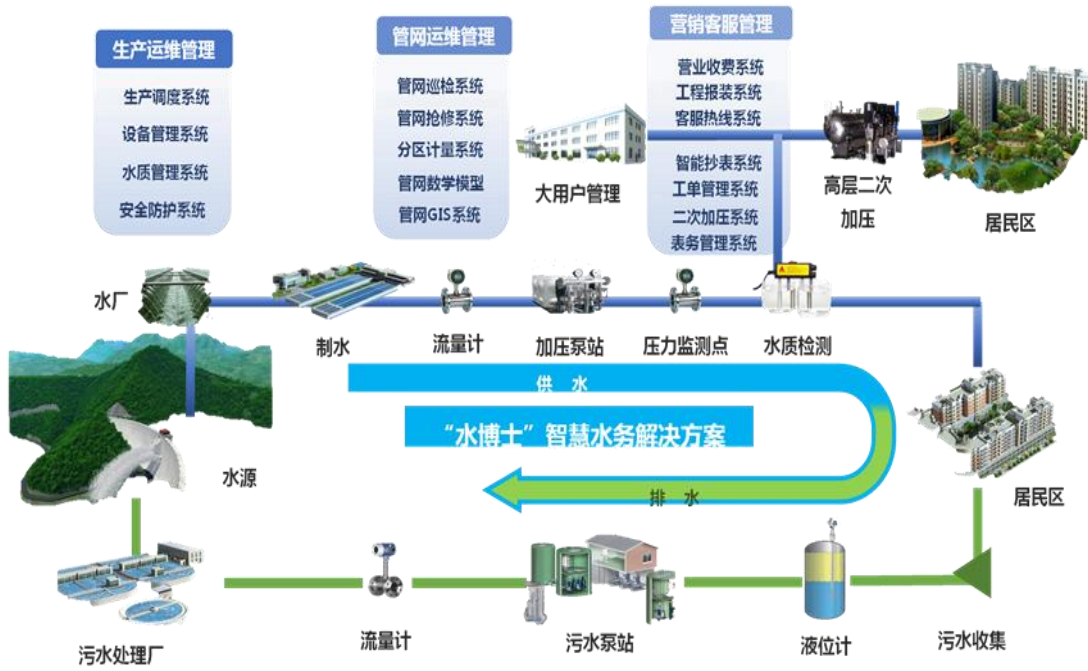 生产运维管理
生产调度系统
设备管理系统
水质管理系统
安全防护系统
管网运维管理
管网巡检系统
管网抢修系统
分区计量系统
管网数学模型
管网GIS系统
营销客服管理
营业收费系统
工程报装系统
客服热线系统
智能抄表系统
工单管理系统
二次加压系统
表务管理系统
大用户管理
高层二次
加压
居民区
水厂
制水
流量计
加压泵站
压力监测点
水质检测
供 水
“水博士”智慧水务解决方案
排 水
水源
居民区
污水处理厂
流量计
污水泵站
液位计
污水收集